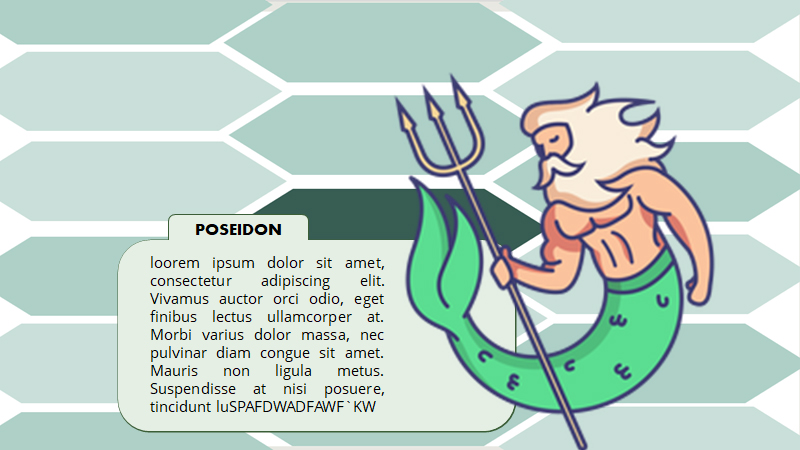 POSEIDON
loorem ipsum dolor sit amet,
consectetur adipiscing elit.
Vivamus auctor orci odio, eget
finibus lectus ullamcorper at.
Morbi varius dolor massa, nec
pulvinar diam congue sit amet.
Mauris non ligula metus.
Suspendisse at nisi posuere,
tincidunt luSPAFDWADFAWF`KW